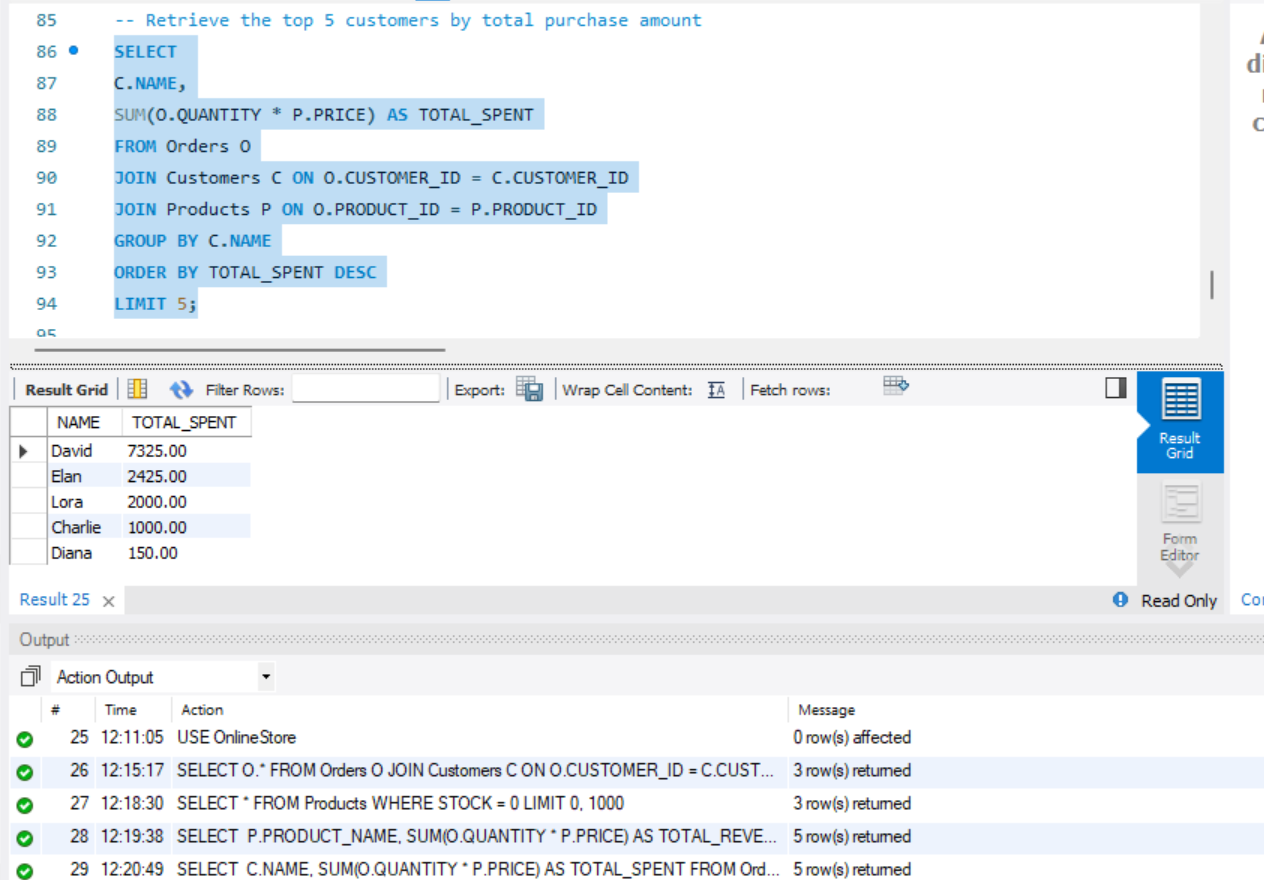 85 -- Retrieve the top 5 customers by total purchase amount
86 SELECT
87 C.NAME,
88 SUM(O.QUANTITY * P.PRICE) AS TOTAL_SPENT
89 FROM Orders O
90 JOIN Customers C ON O.CUSTOMER_ID = C.CUSTOMER_ID
91 JOIN Products P ON O.PRODUCT_ID = P.PRODUCT_ID
92 GROUP BY C.NAME
93 ORDER BY TOTAL_SPENT DESC
94 LIMIT 5;
95
Result Grid Filter Rows: Export: Wrap Cell Content: IA Fetch rows:
NAME TOTAL_SPENT
David 7325.00
Elan 2425.00
Lora 2000.00
Charlie 1000.00
Diana 150.00
Result Grid
Form Editor
Result 25 Read Only
Output
Action Output
# Time Action Message
25 12:11:05 USE OnlineStore 0 row(s) affected
26 12:15:17 SELECT O.* FROM Orders O JOIN Customers C ON O.CUSTOMER_ID = C.CUST... 3 row(s) returned
27 12:18:30 SELECT * FROM Products WHERE STOCK = 0 LIMIT 0, 1000 3 row(s) returned
28 12:19:38 SELECT P.PRODUCT_NAME, SUM(O.QUANTITY * P.PRICE) AS TOTAL_REVE... 5 row(s) returned
29 12:20:49 SELECT C.NAME, SUM(O.QUANTITY * P.PRICE) AS TOTAL_SPENT FROM Ord... 5 row(s) returned